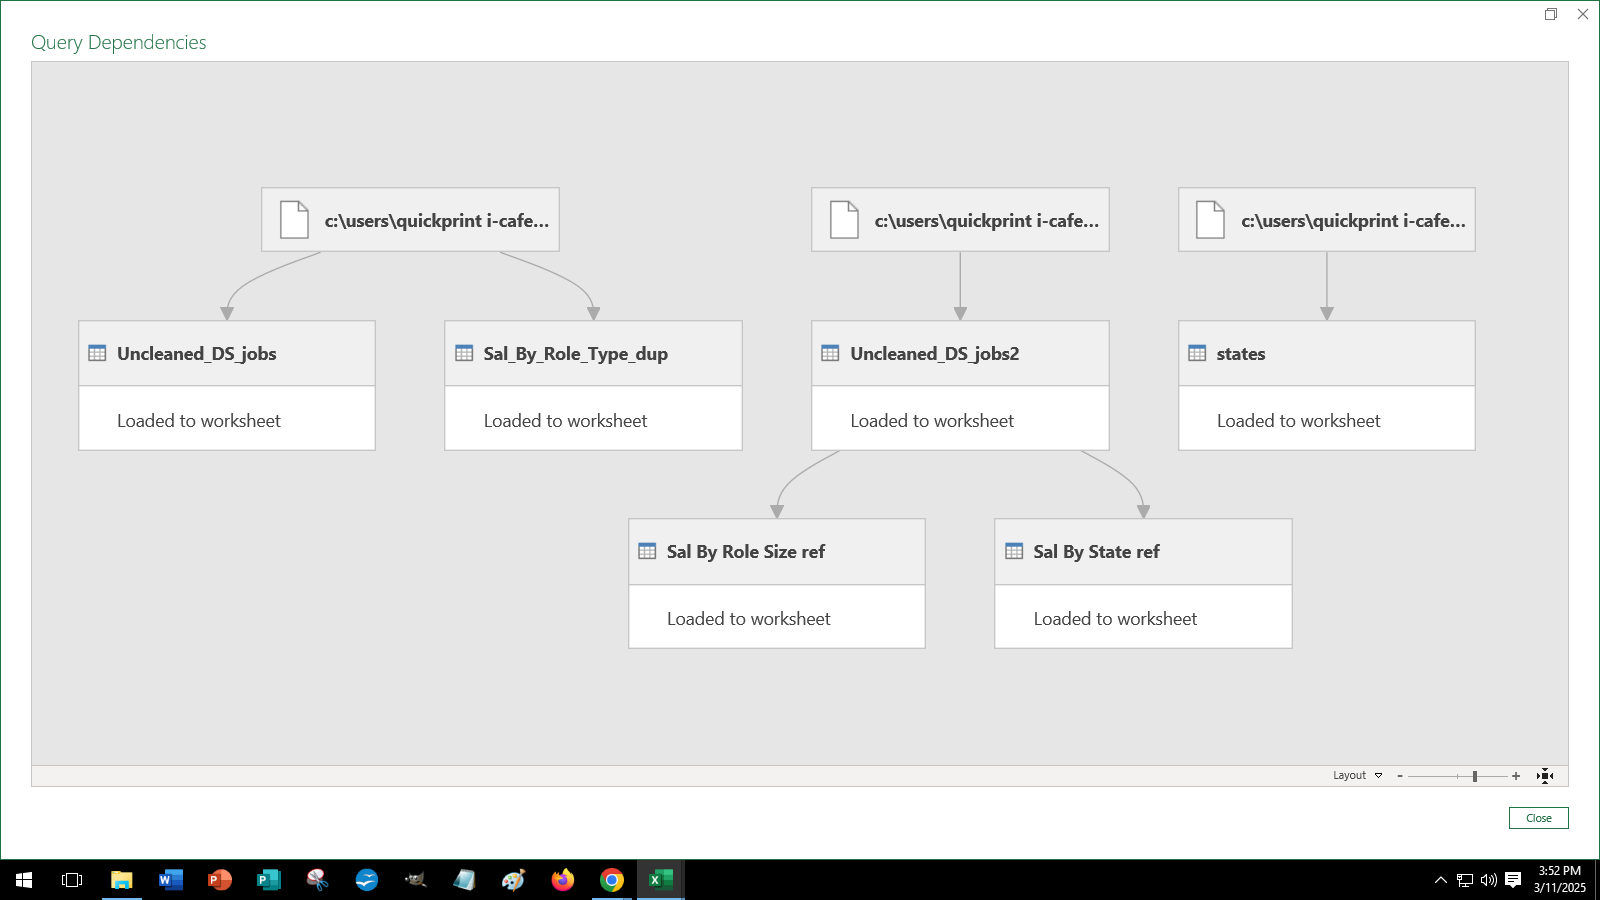 Query Dependencies
c:\users\quickprint i-cafe...
c:\users\quickprint i-cafe...
c:\users\quickprint i-cafe...
Uncleaned_DS_jobs
Loaded to worksheet
Sal_By_Role_Type_dup
Loaded to worksheet
Uncleaned_DS_jobs2
Loaded to worksheet
states
Loaded to worksheet
Sal By Role Size ref
Loaded to worksheet
Sal By State ref
Loaded to worksheet
Layout
Close
3:52 PM
3/11/2025